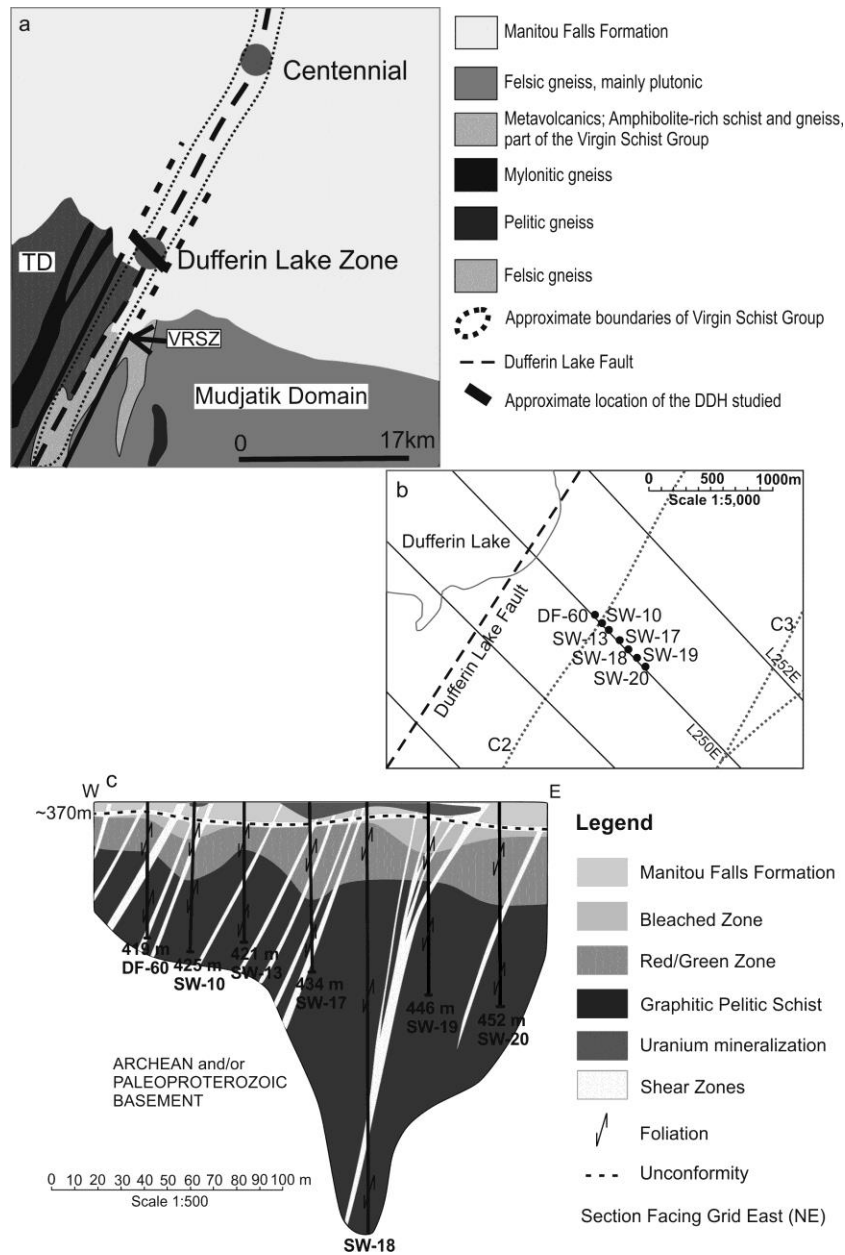 a
Centennial
TD
Dufferin Lake Zone
VRSZ
Mudjatik Domain
0 17km
Manitou Falls Formation
Felsic gneiss, mainly plutonic
Metavolcanics; Amphibolite-rich schist and gneiss,
part of the Virgin Schist Group
Mylonitic gneiss
Pelitic gneiss
Felsic gneiss
Approximate boundaries of Virgin Schist Group
Dufferin Lake Fault
Approximate location of the DDH studied
b
0 500 1000m
Scale 1:5,000
Dufferin Lake
Dufferin Lake Fault
DF-60 SW-10
SW-13 SW-17
SW-18 SW-19
SW-20
C3
L252E
C2
L250E
W c E
~370m
419 m
DF-60
425 m
SW-10
421 m
SW-13
434 m
SW-17
446 m
SW-19
452 m
SW-20
ARCHEAN and/or
PALEOPROTEROZOIC
BASEMENT
0 10 20 30 40 50 60 70 80 90 100 m
Scale 1:500
SW-18
Legend
Manitou Falls Formation
Bleached Zone
Red/Green Zone
Graphitic Pelitic Schist
Uranium mineralization
Shear Zones
Foliation
Unconformity
Section Facing Grid East (NE)